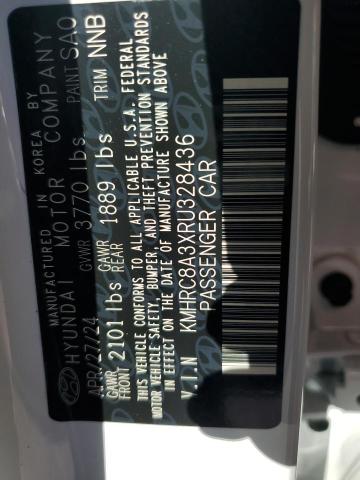 MANUFACTURED IN KOREA BY
HYUNDAI MOTOR COMPANY
APR/27/24 GVWR 3770 lbs PAINT SAO
GAWR FRONT 2101 lbs GAWR REAR 1889 lbs TRIM NNB
THIS VEHICLE CONFORMS TO ALL APPLICABLE U.S.A. FEDERAL
MOTOR VEHICLE SAFETY, BUMPER, AND THEFT PREVENTION STANDARDS
IN EFFECT ON THE DATE OF MANUFACTURE SHOWN ABOVE
V.I.N KMHRC8A3XRU328436
PASSENGER CAR